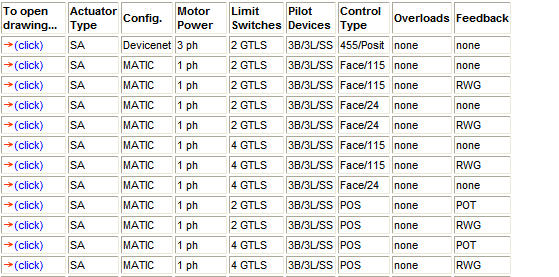 To open drawing... Actuator Type Config. Motor Power Limit Switches Pilot Devices Control Type Overloads Feedback
(click) SA Devicenet 3 ph 2 GTLS 3B/3L/SS 455/Posit none none
(click) SA MATIC 1 ph 2 GTLS 3B/3L/SS Face/115 none none
(click) SA MATIC 1 ph 2 GTLS 3B/3L/SS Face/115 none RWG
(click) SA MATIC 1 ph 2 GTLS 3B/3L/SS Face/24 none none
(click) SA MATIC 1 ph 2 GTLS 3B/3L/SS Face/24 none RWG
(click) SA MATIC 1 ph 4 GTLS 3B/3L/SS Face/115 none none
(click) SA MATIC 1 ph 4 GTLS 3B/3L/SS Face/115 none RWG
(click) SA MATIC 1 ph 4 GTLS 3B/3L/SS Face/24 none none
(click) SA MATIC 1 ph 2 GTLS 3B/3L/SS POS none POT
(click) SA MATIC 1 ph 2 GTLS 3B/3L/SS POS none RWG
(click) SA MATIC 1 ph 4 GTLS 3B/3L/SS POS none POT
(click) SA MATIC 1 ph 4 GTLS 3B/3L/SS POS none RWG